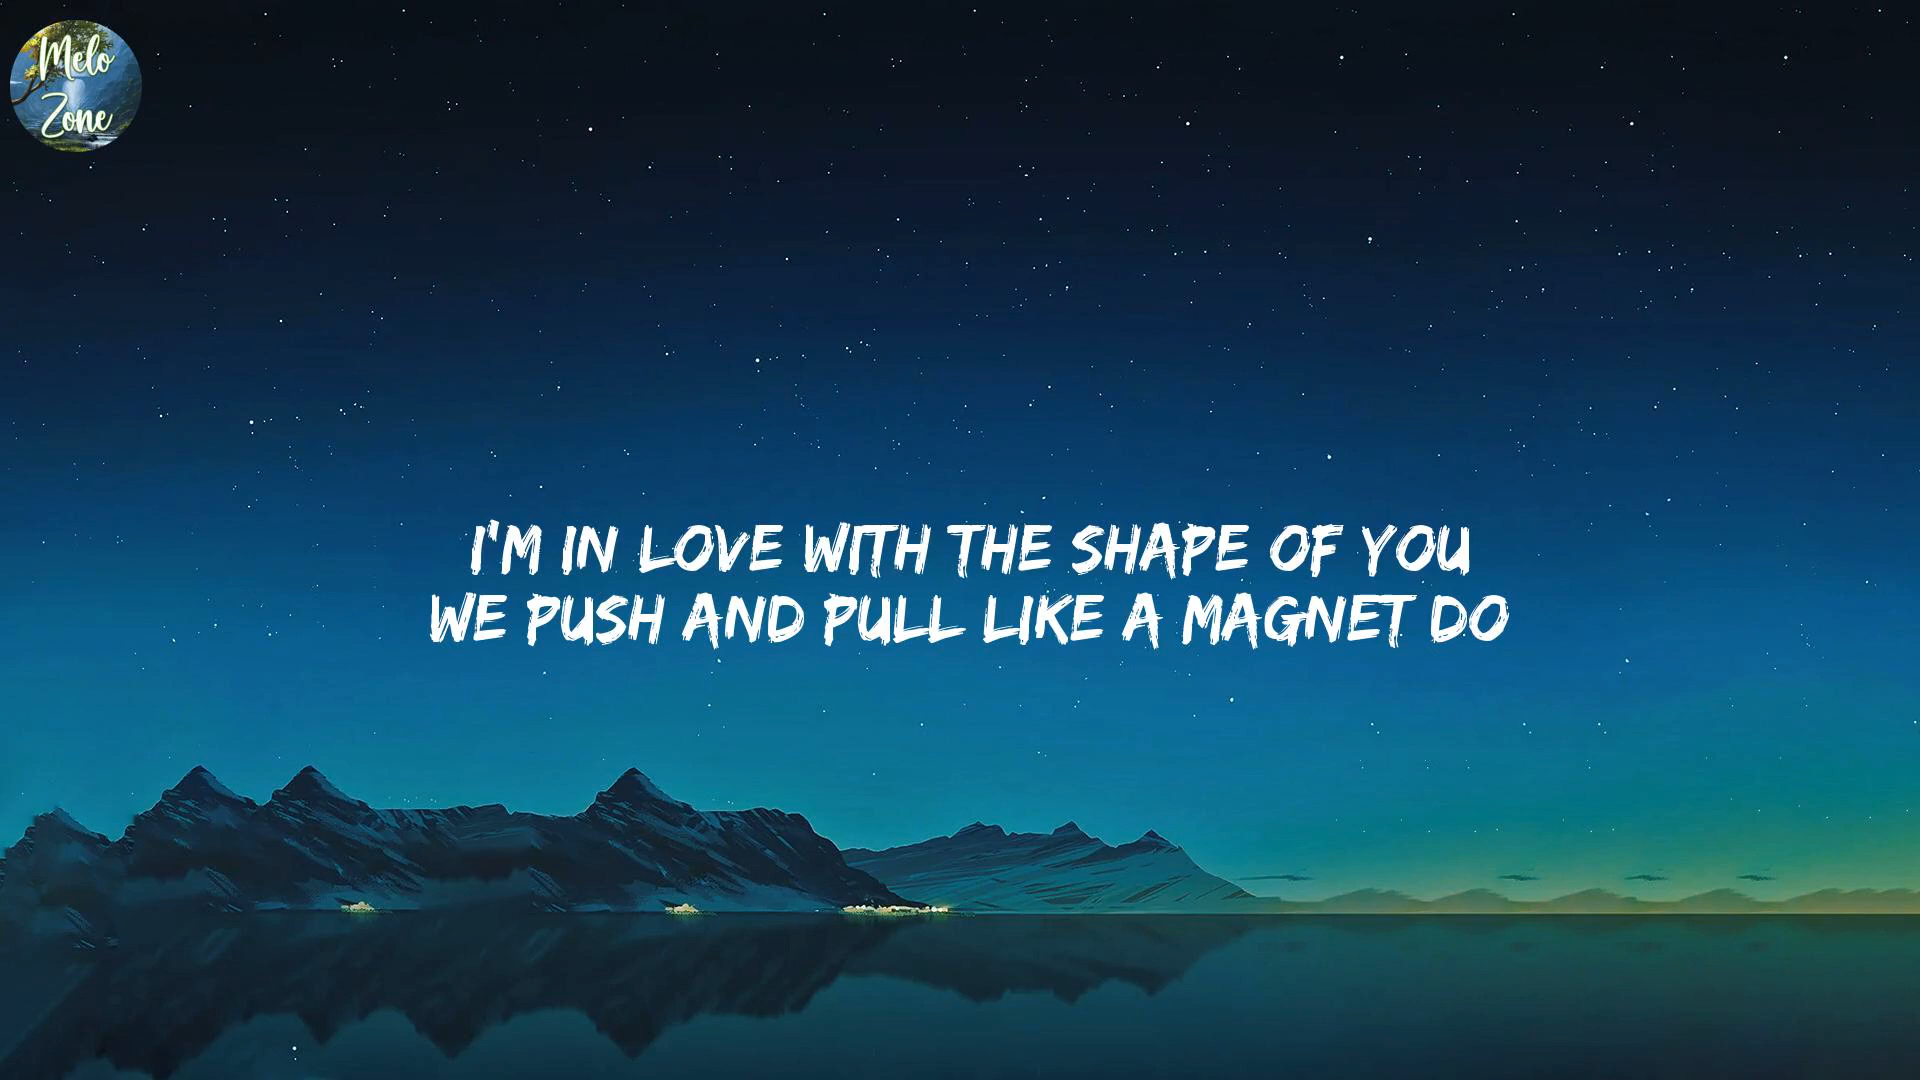 Melo
Zone
I'M IN LOVE WITH THE SHAPE OF YOU
WE PUSH AND PULL LIKE A MAGNET DO